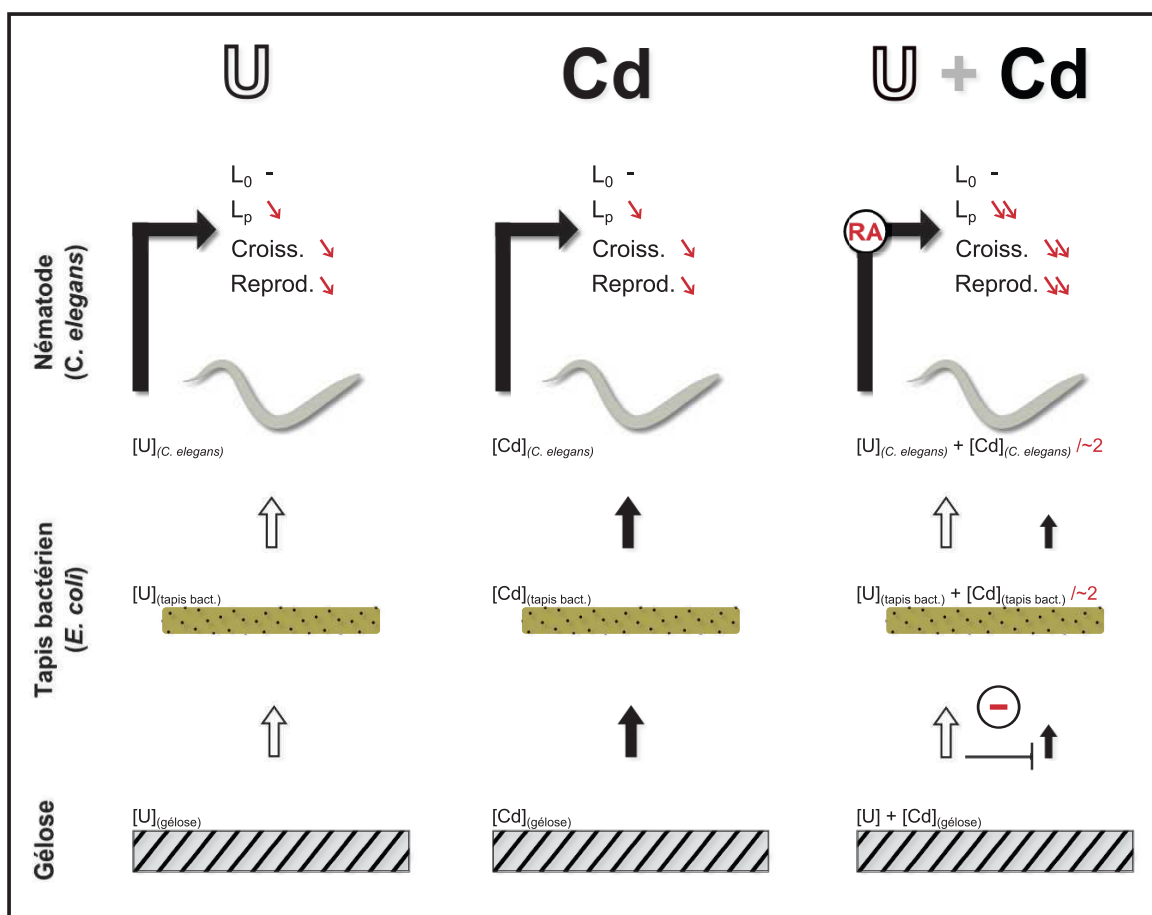 U
Cd
U + Cd
Nématode
(C. elegans)
L0 -
Lp ↘
Croiss. ↘
Reprod. ↘
L0 -
Lp ↘
Croiss. ↘
Reprod. ↘
RA
L0 -
Lp ↘↘
Croiss. ↘↘
Reprod. ↘↘
[U](C. elegans)
[Cd](C. elegans)
[U](C. elegans) + [Cd](C. elegans) /~2
Tapis bactérien
(E. coli)
[U](tapis bact.)
[Cd](tapis bact.)
[U](tapis bact.) + [Cd](tapis bact.) /~2
−
Gélose
[U](gélose)
[Cd](gélose)
[U] + [Cd](gélose)